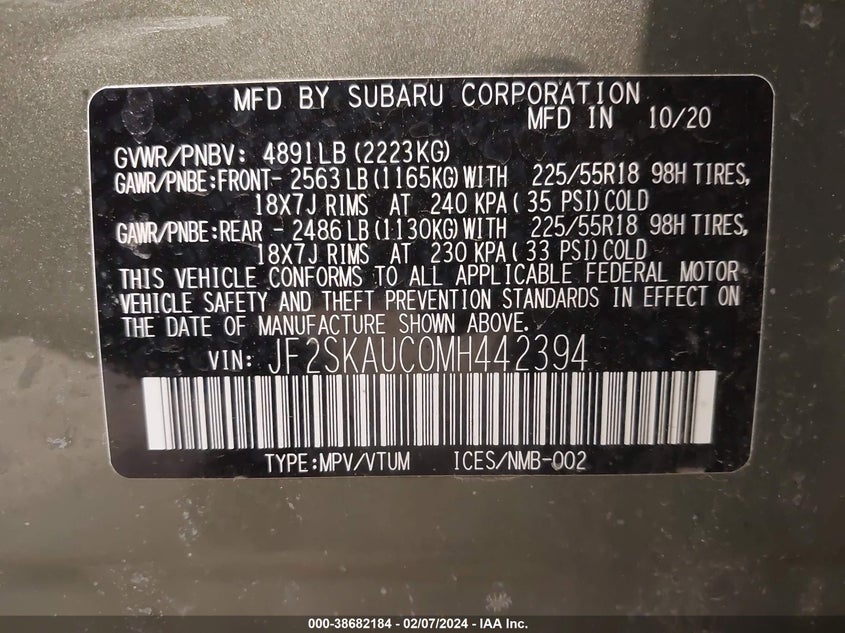 MFD BY SUBARU CORPORATION
MFD IN 10/20
GVWR/PNBV: 4891LB (2223KG)
GAWR/PNBE:FRONT- 2563 LB (1165KG) WITH 225/55R18 98H TIRES,
18X7J RIMS AT 240 KPA ( 35 PSI) COLD
GAWR/PNBE:REAR - 2486 LB (1130KG) WITH 225/55R18 98H TIRES,
18X7J RIMS AT 230 KPA ( 33 PSI) COLD
THIS VEHICLE CONFORMS TO ALL APPLICABLE FEDERAL MOTOR
VEHICLE SAFETY AND THEFT PREVENTION STANDARDS IN EFFECT ON
THE DATE OF MANUFACTURE SHOWN ABOVE.
VIN: JF2SKAUC0MH442394
TYPE:MPV/VTUM ICES/NMB-002
000-38682184 - 02/07/2024 - IAA Inc.